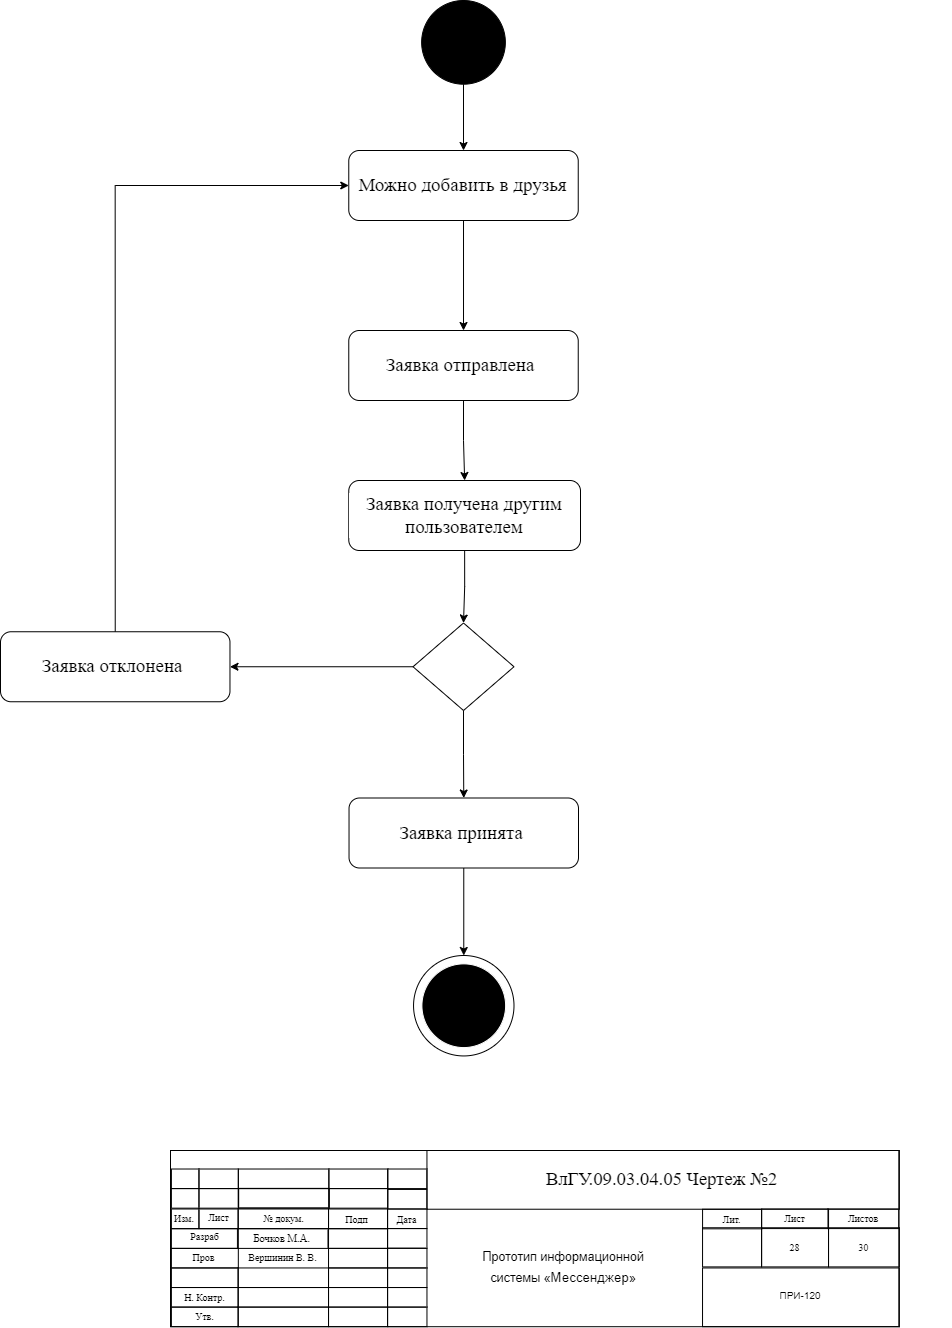 Можно добавить в друзья
Заявка отправлена
Заявка получена другим
пользователем
Заявка отклонена
Заявка принята
ВлГУ.09.03.04.05 Чертеж №2
Изм. Лист № докум. Подп Дата
Лит. Лист Листов
Разраб Бочков М.А.
28 30
Пров Вершинин В. В.
Прототип информационной
системы «Мессенджер»
Н. Контр.
ПРИ-120
Утв.